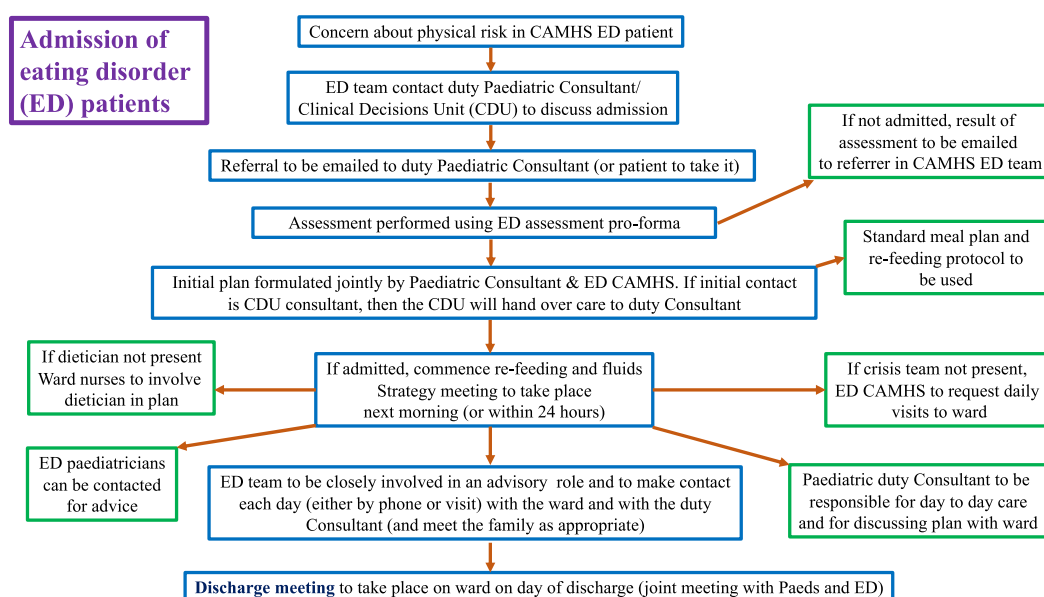 Admission of
eating disorder
(ED) patients
Concern about physical risk in CAMHS ED patient
ED team contact duty Paediatric Consultant/
Clinical Decisions Unit (CDU) to discuss admission
If not admitted, result of
assessment to be emailed
to referrer in CAMHS ED team
Referral to be emailed to duty Paediatric Consultant (or patient to take it)
Assessment performed using ED assessment pro-forma
Standard meal plan and
re-feeding protocol to
be used
Initial plan formulated jointly by Paediatric Consultant & ED CAMHS. If initial contact
is CDU consultant, then the CDU will hand over care to duty Consultant
If dietician not present
Ward nurses to involve
dietician in plan
If admitted, commence re-feeding and fluids
Strategy meeting to take place
next morning (or within 24 hours)
If crisis team not present,
ED CAMHS to request daily
visits to ward
ED paediatricians
can be contacted
for advice
ED team to be closely involved in an advisory role and to make contact
each day (either by phone or visit) with the ward and with the duty
Consultant (and meet the family as appropriate)
Paediatric duty Consultant to be
responsible for day to day care
and for discussing plan with ward
Discharge meeting to take place on ward on day of discharge (joint meeting with Paeds and ED)